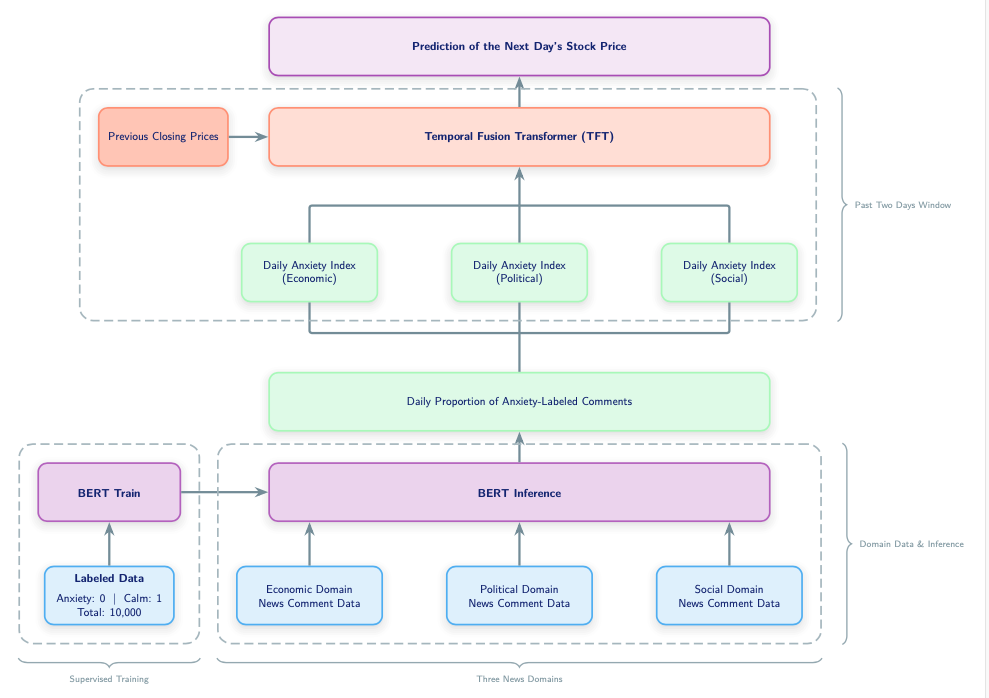 Prediction of the Next Day's Stock Price
Previous Closing Prices
Temporal Fusion Transformer (TFT)
Past Two Days Window
Daily Anxiety Index
(Economic)
Daily Anxiety Index
(Political)
Daily Anxiety Index
(Social)
Daily Proportion of Anxiety-Labeled Comments
BERT Train
BERT Inference
Domain Data & Inference
Labeled Data
Anxiety: 0 | Calm: 1
Total: 10,000
Economic Domain
News Comment Data
Political Domain
News Comment Data
Social Domain
News Comment Data
Supervised Training
Three News Domains